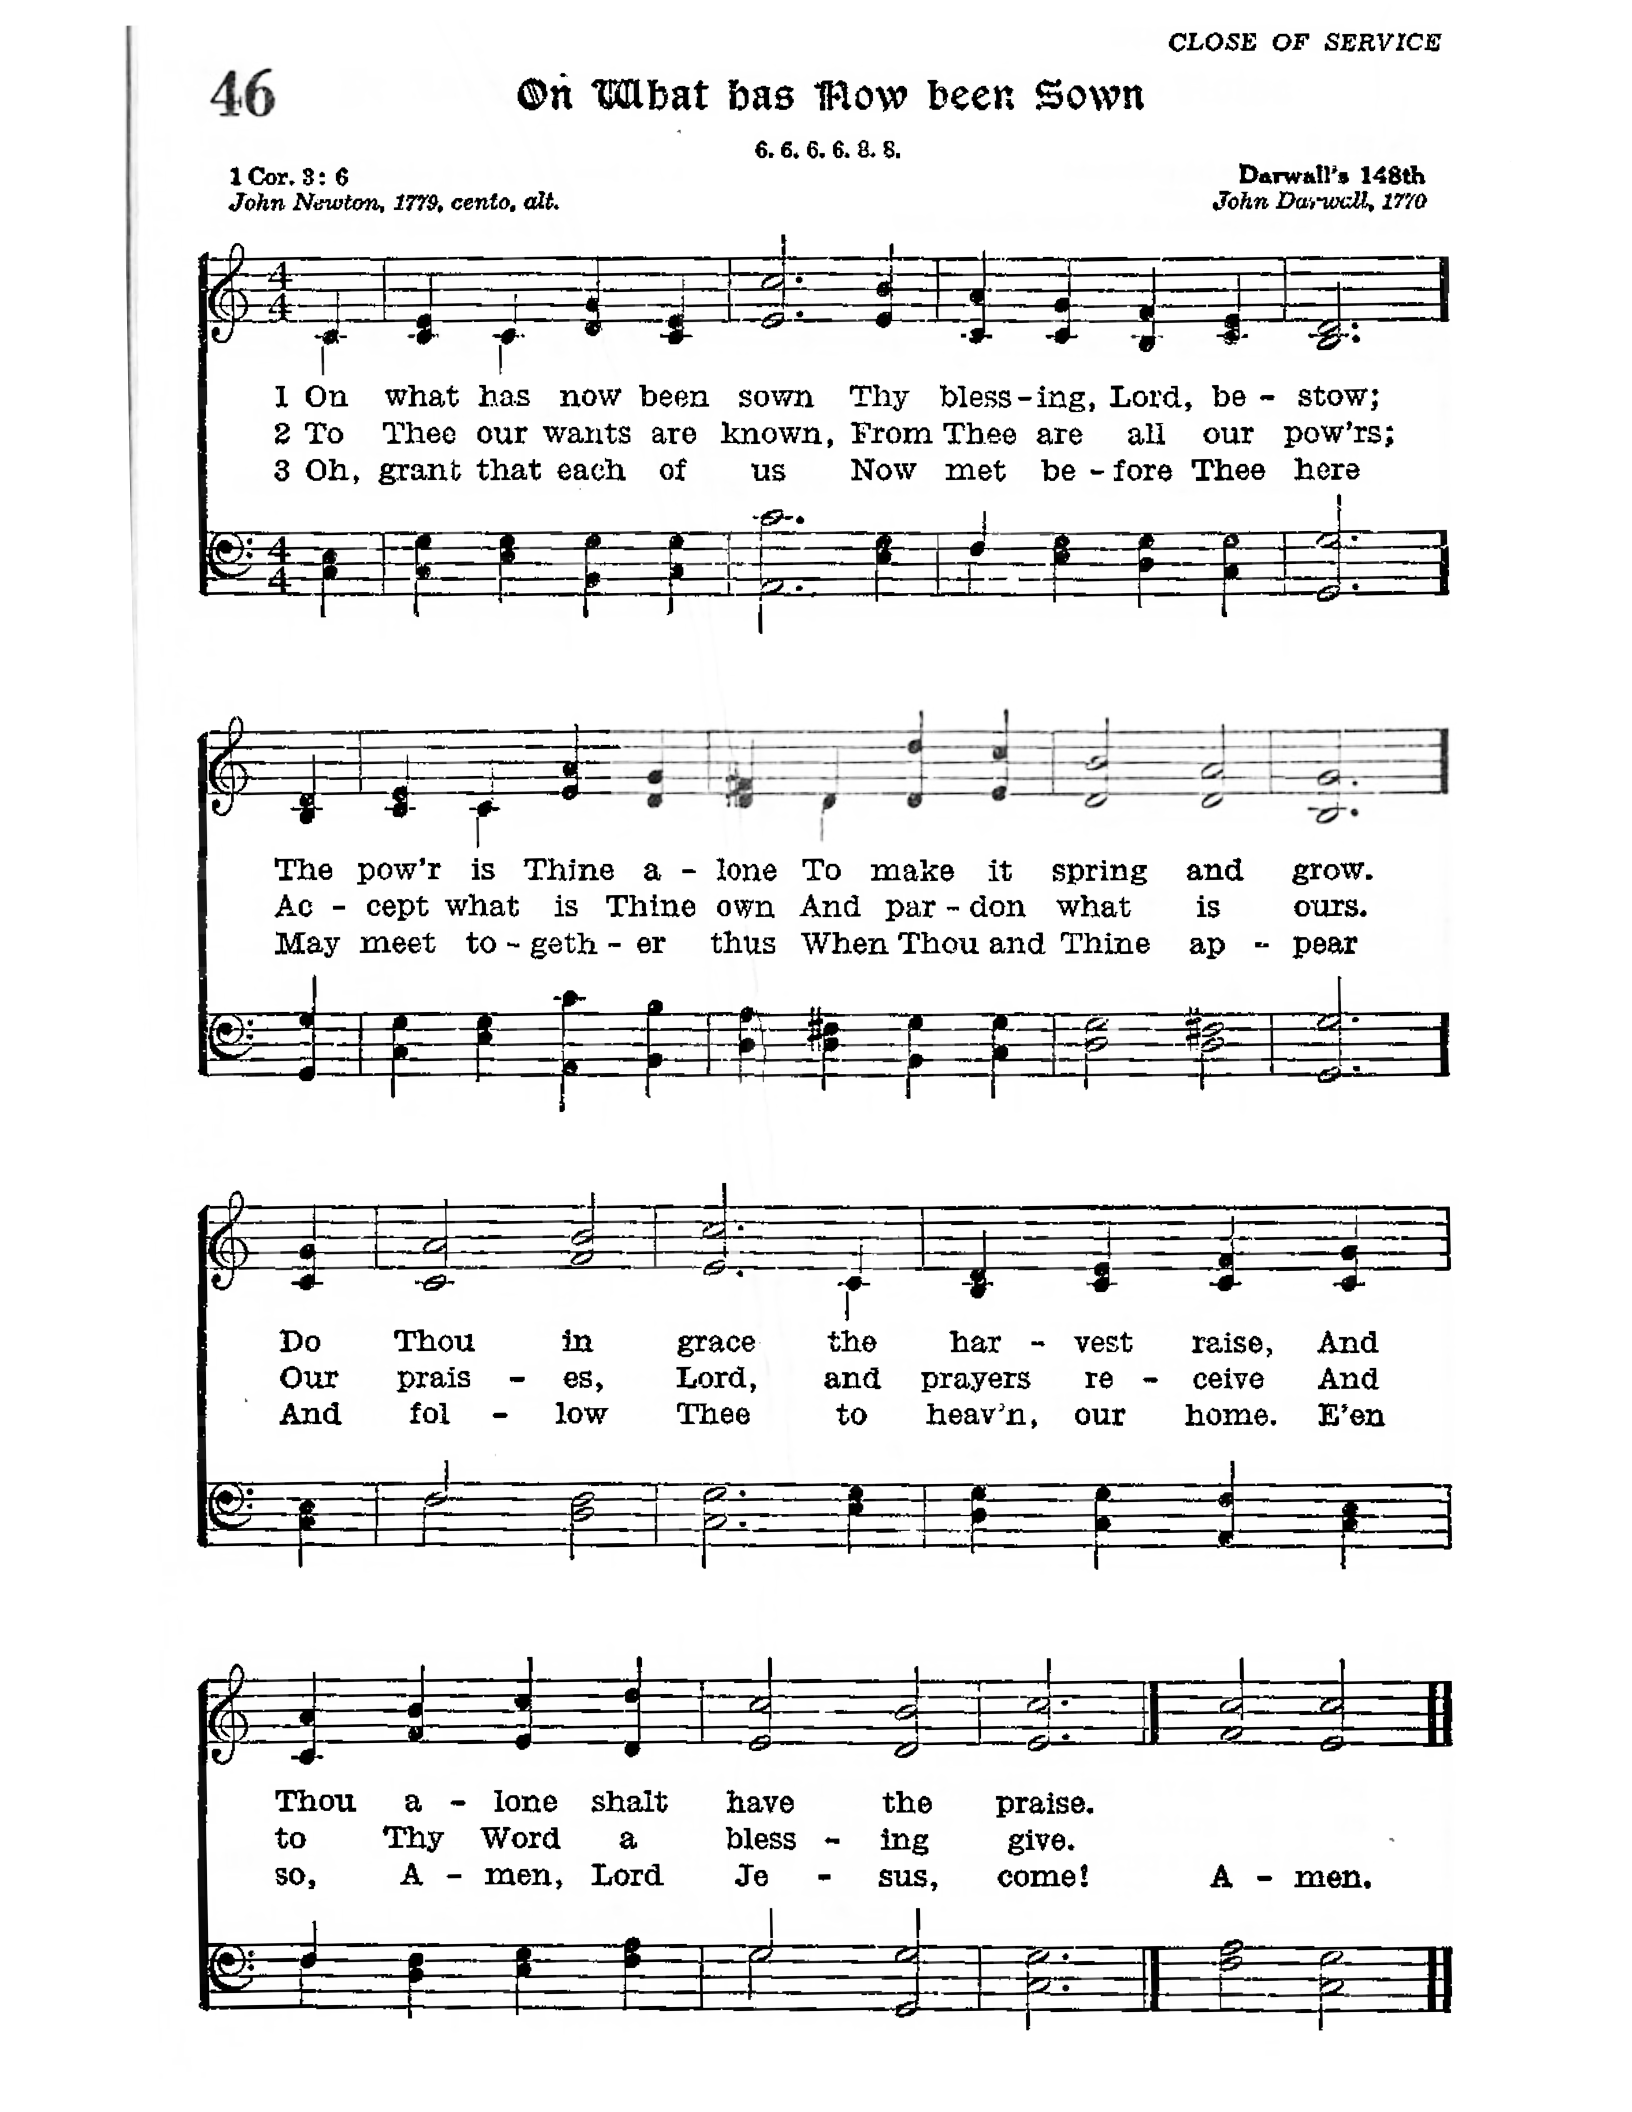 CLOSE OF SERVICE
46
On What has Now been Sown
6. 6. 6. 6. 8. 8.
1 Cor. 3: 6
Darwall's 148th
John Newton, 1779, cento, alt.
John Darwall, 1770
4 4
1 On what has now been sown Thy bless-ing, Lord, be - stow;
2 To Thee our wants are known, From Thee are all our pow'rs;
3 Oh, grant that each of us Now met be - fore Thee here
4 4
The pow'r is Thine a - lone To make it spring and grow.
Ac - cept what is Thine own And par - don what is ours.
May meet to - geth - er thus When Thou and Thine ap - pear
Do Thou in grace the har - vest raise, And
Our prais - es, Lord, and prayers re - ceive And
And fol - low Thee to heav'n, our home. E'en
Thou a - lone shalt have the praise.
to Thy Word a bless - ing give.
so, A - men, Lord Je - sus, come! A - men.